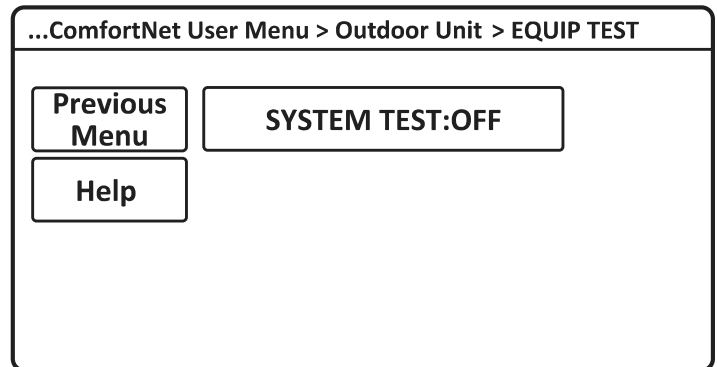 ...ComfortNet User Menu > Outdoor Unit > EQUIP TEST
Previous
Menu
SYSTEM TEST:OFF
Help